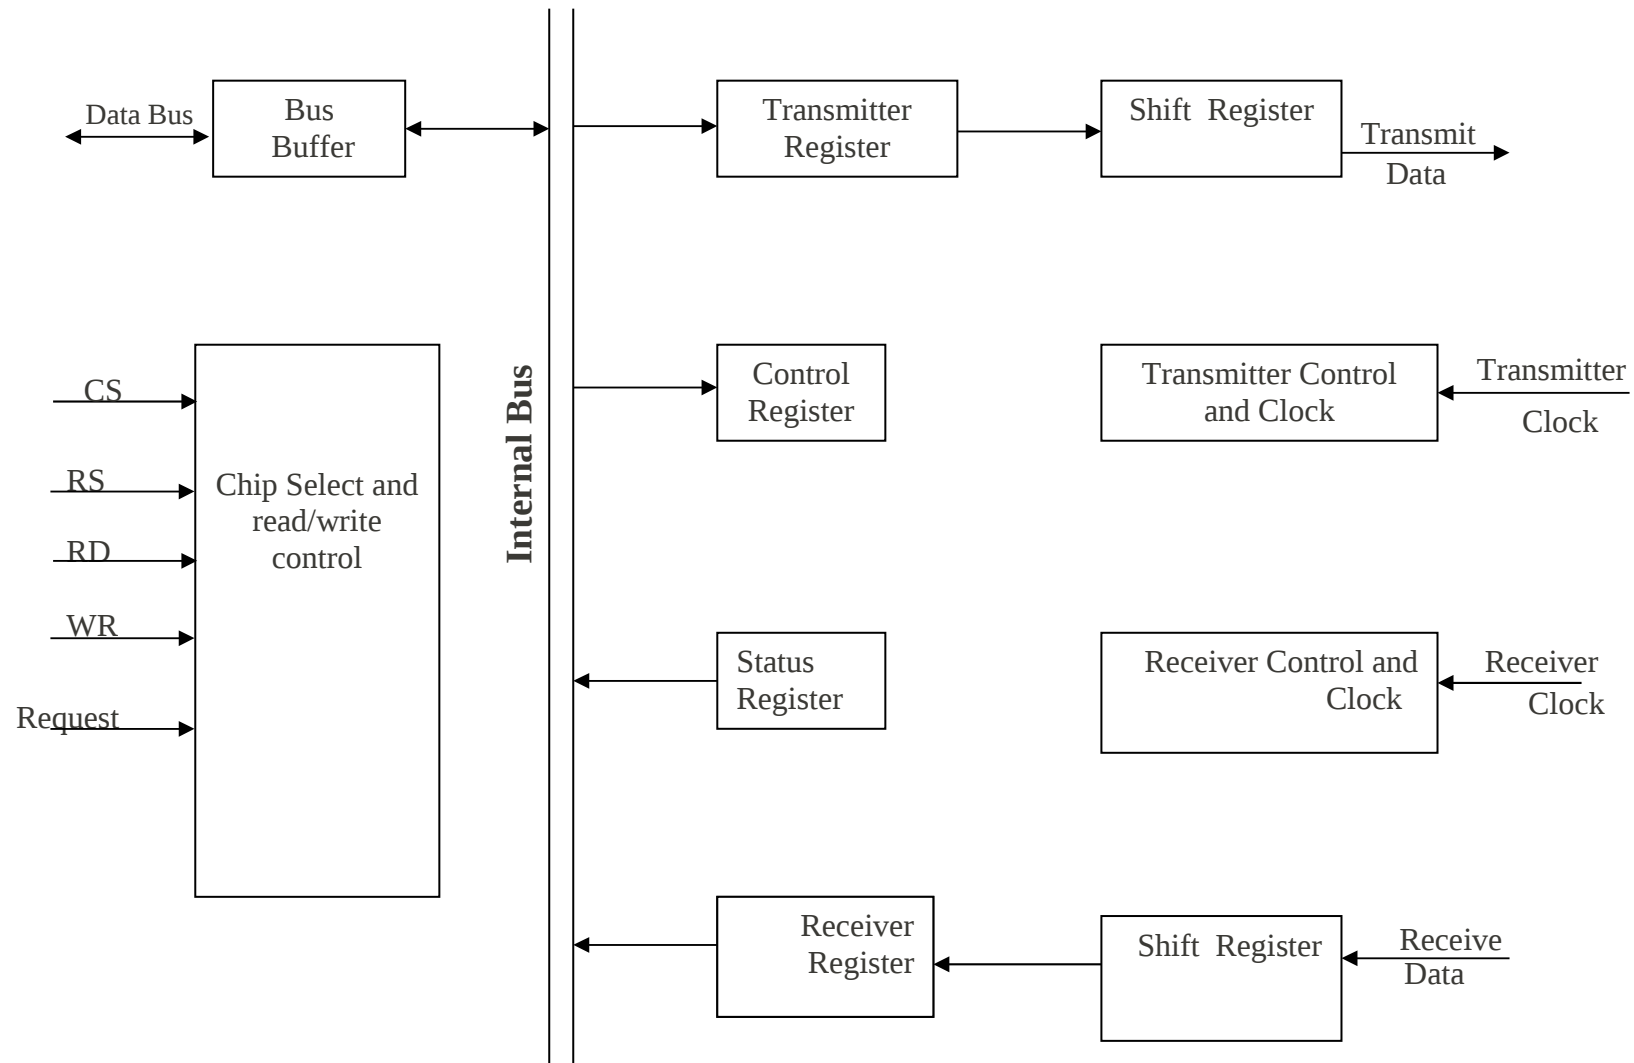 Data Bus
Bus
Buffer
Transmitter
Register
Shift  Register
Transmit
Data
CS
RS
RD
WR
Request
Chip Select and
read/write
control
Internal Bus
Control
Register
Transmitter Control
and Clock
Transmitter
Clock
Status
Register
Receiver Control and
Clock
Receiver
Clock
Receiver
Register
Shift  Register
Receive
Data